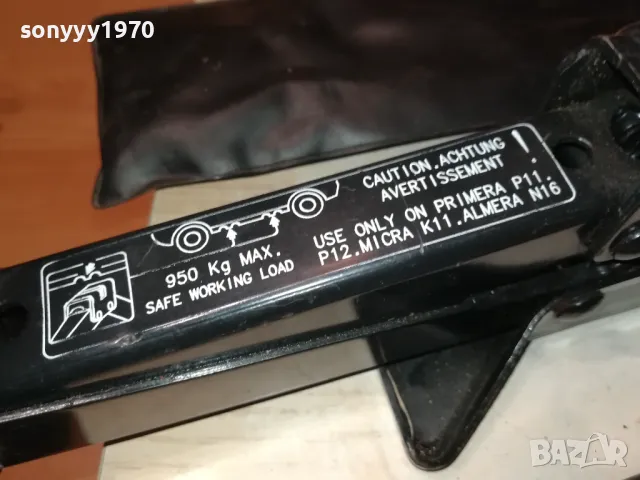 sonyyy1970
CAUTION.ACHTUNG
AVERTISSEMENT !
950 Kg MAX.
SAFE WORKING LOAD
USE ONLY ON PRIMERA P11.
P12.MICRA K11.ALMERA N16
BAZAR